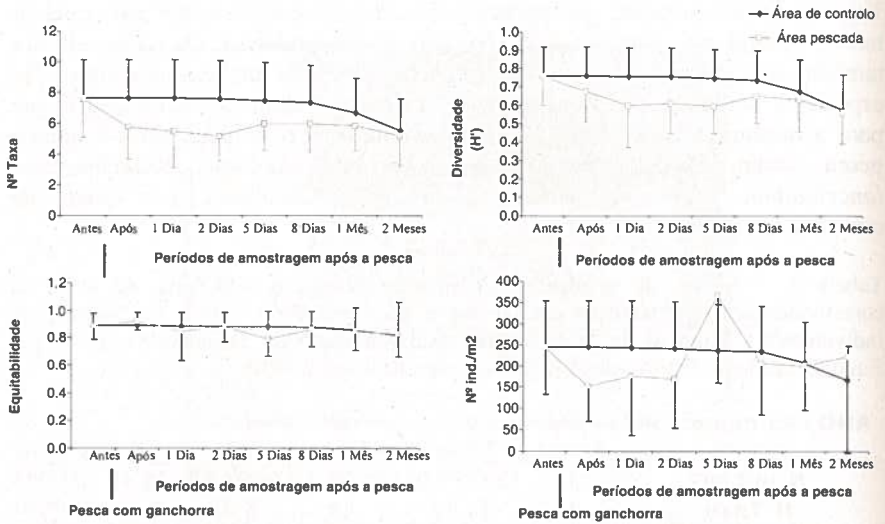 Área de controlo
Área pescada
14
12
10
8
6
4
2
0
Nº Taxa
Antes Após 1 Dia 2 Dias 5 Dias 8 Dias 1 Mês 2 Meses
Períodos de amostragem após a pesca
1.0
0.9
0.8
0.7
0.6
0.5
0.4
0.3
0.2
0.1
0.0
Diversidade
(H')
Antes Após 1 Dia 2 Dias 5 Dias 8 Dias 1 Mês 2 Meses
Períodos de amostragem após a pesca
1,2
1.0
0.8
0.6
0.4
0.2
0.0
Equitabilidade
Antes Após 1 Dia 2 Dias 5 Dias 8 Dias 1 Mês 2 Meses
Períodos de amostragem após a pesca
Pesca com ganchorra
400
350
300
250
200
150
100
50
0
Nº ind./m2
Antes Após 1 Dia 2 Dias 5 Dias 8 Dias 1 Mês 2 Meses
Períodos de amostragem após a pesca
Pesca com ganchorra